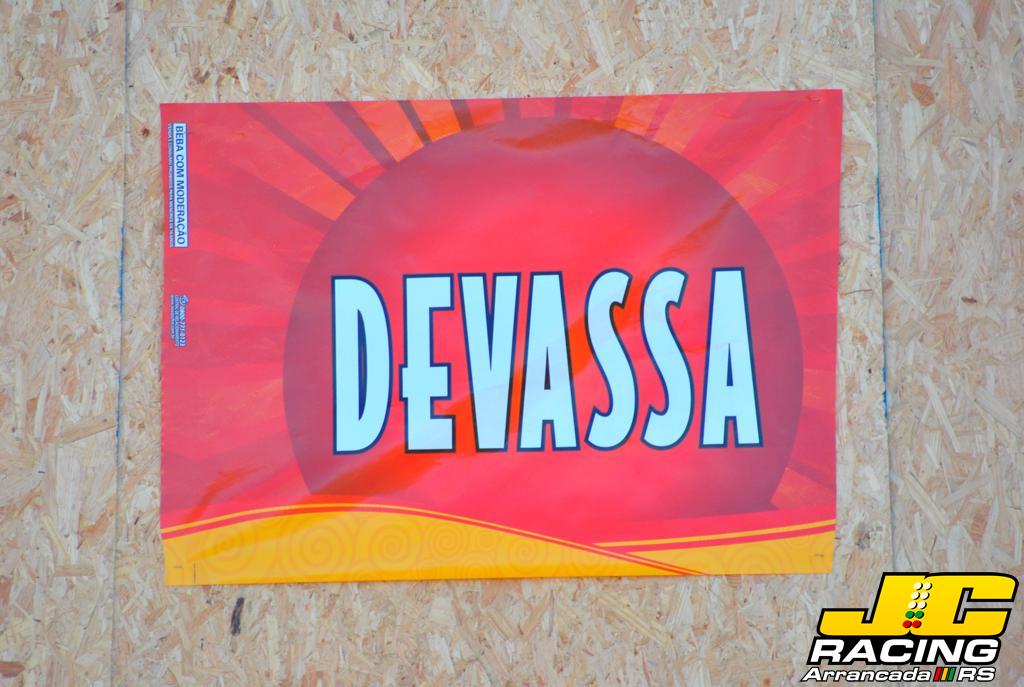 BEBA COM MODERAÇÃO
DEVASSA
JC
RACING
Arrancada RS